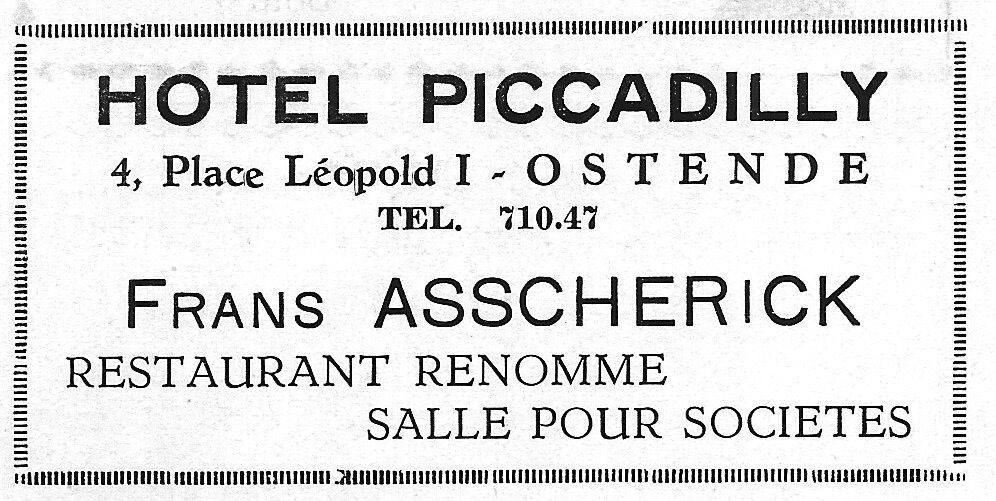 HOTEL PICCADILLY
4, Place Léopold I - OSTENDE
TEL. 710.47
FRANS ASSCHERICK
RESTAURANT RENOMME
SALLE POUR SOCIETES